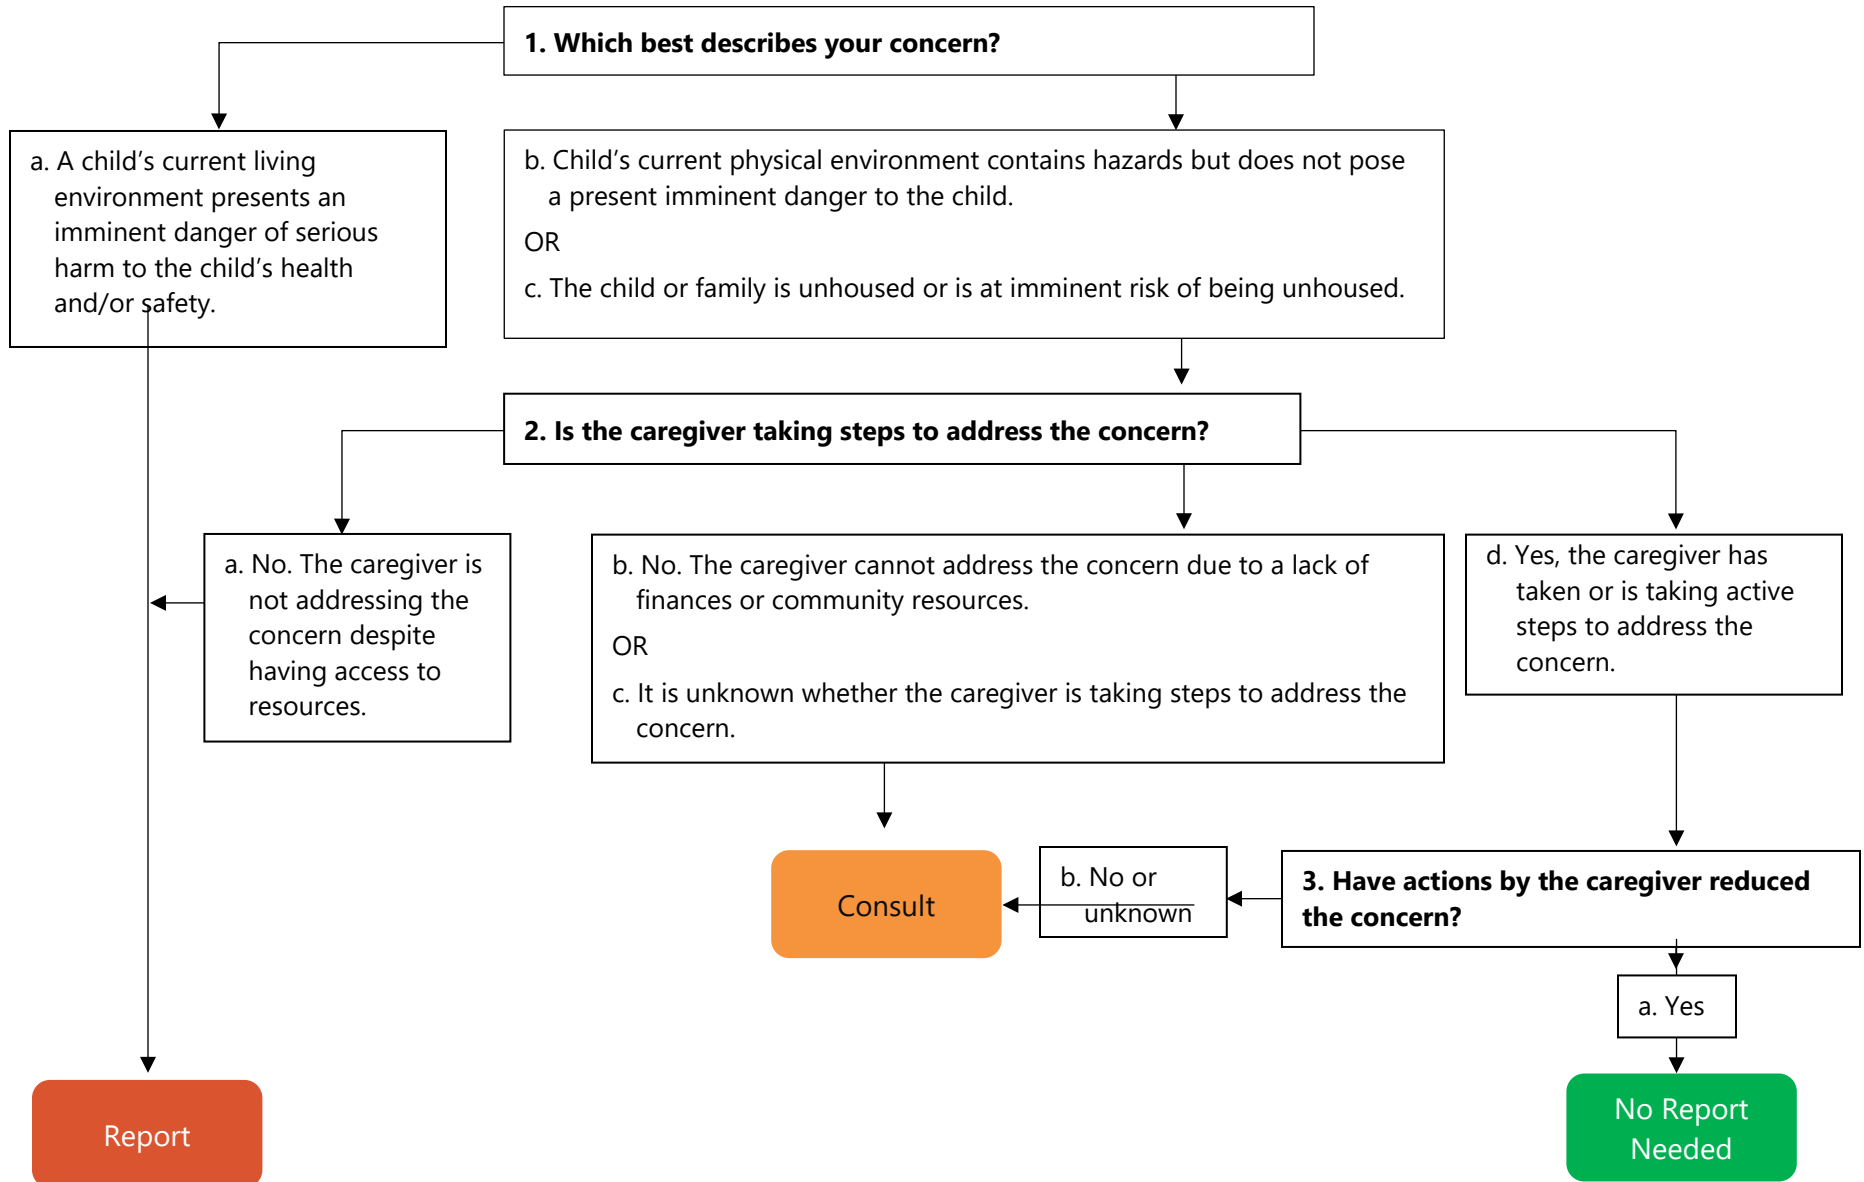 1. Which best describes your concern?
a. A child’s current living
environment presents an
imminent danger of serious
harm to the child’s health
and/or safety.
b. Child’s current physical environment contains hazards but does not pose
a present imminent danger to the child.
OR
c. The child or family is unhoused or is at imminent risk of being unhoused.
2. Is the caregiver taking steps to address the concern?
a. No. The caregiver is
not addressing the
concern despite
having access to
resources.
b. No. The caregiver cannot address the concern due to a lack of
finances or community resources.
OR
c. It is unknown whether the caregiver is taking steps to address the
concern.
d. Yes, the caregiver has
taken or is taking active
steps to address the
concern.
3. Have actions by the caregiver reduced
the concern?
b. No or
unknown
Consult
a. Yes
Report
No Report
Needed